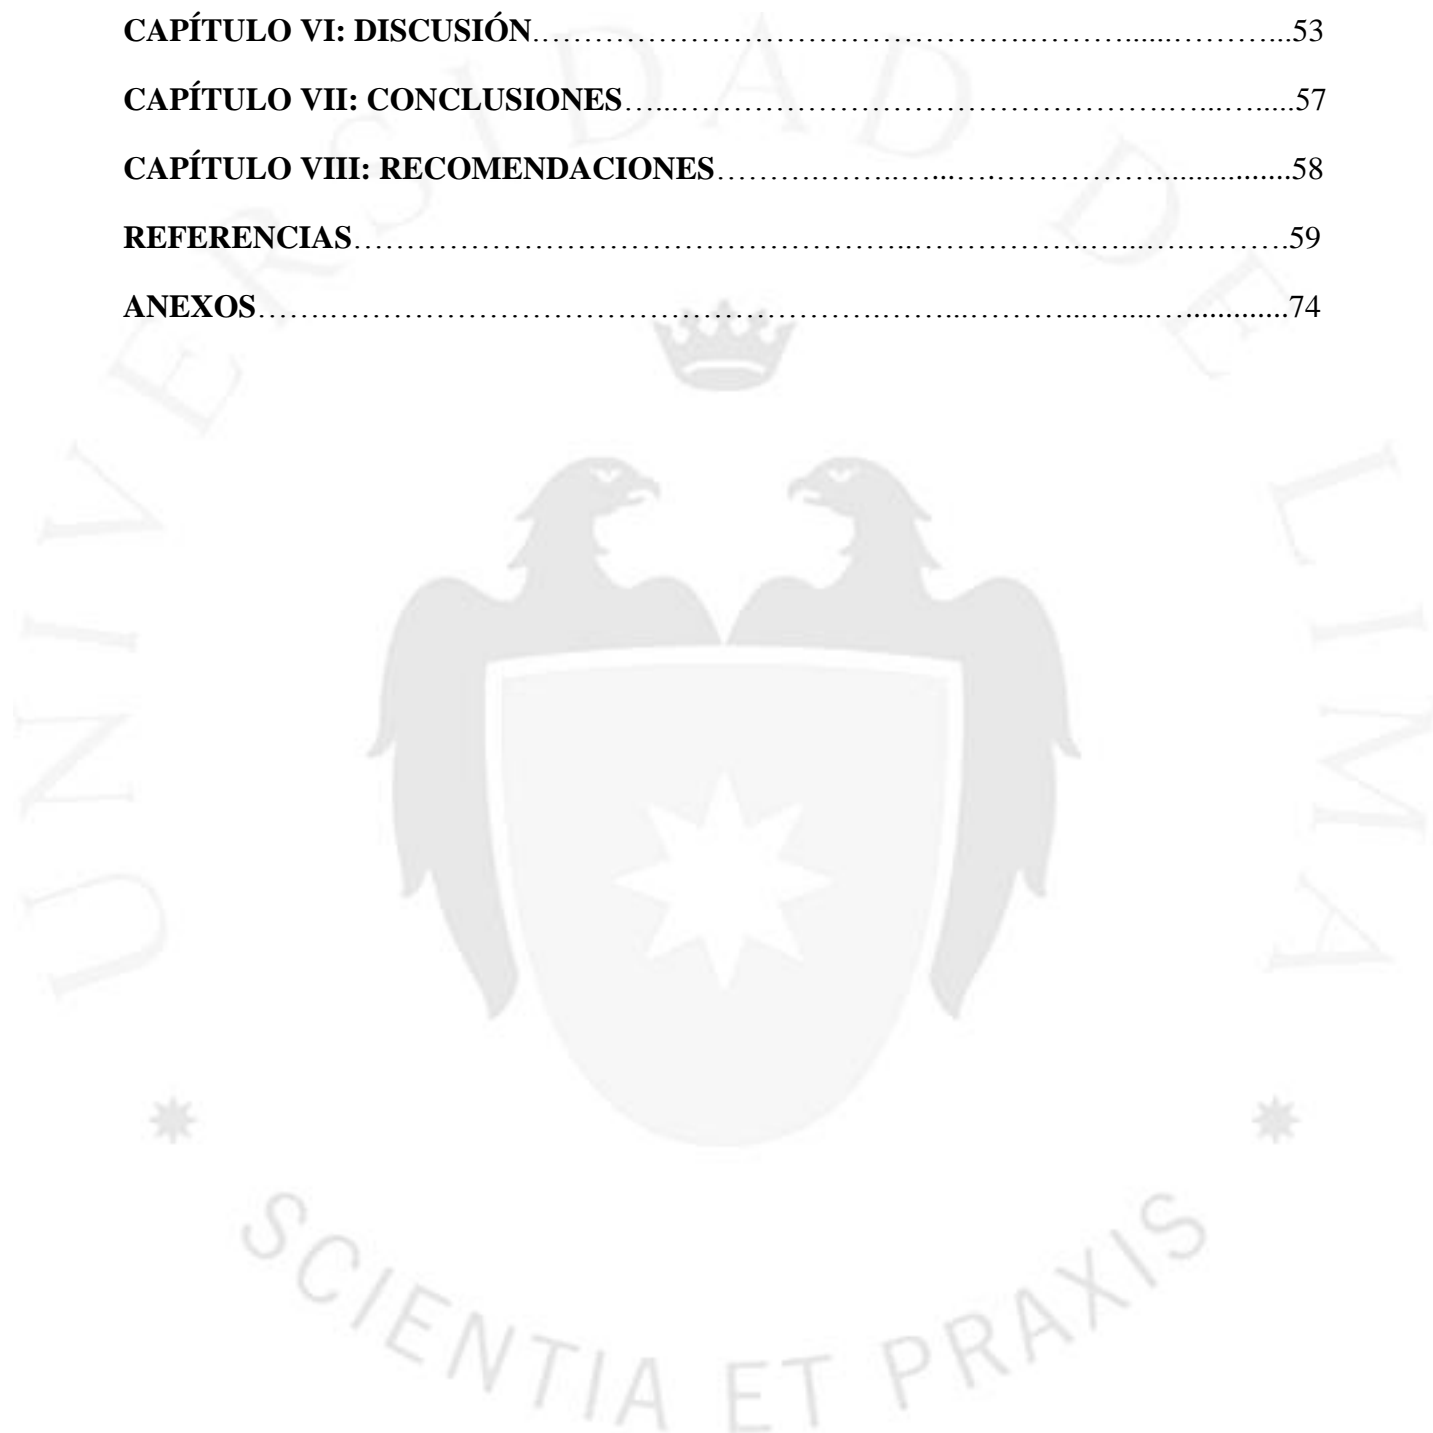 CAPÍTULO VI: DISCUSIÓN……………………………………………….………......………...53
CAPÍTULO VII: CONCLUSIONES…...…………………………………………………...….....57
CAPÍTULO VIII: RECOMENDACIONES……….……..…...….………………...............58
REFERENCIAS………………………………………………..……………..…..….……….59
ANEXOS…….……………………………………………….……...………..…...…..............74
UNIVERSIDAD DE LIMA
SCIENTIA ET PRAXIS